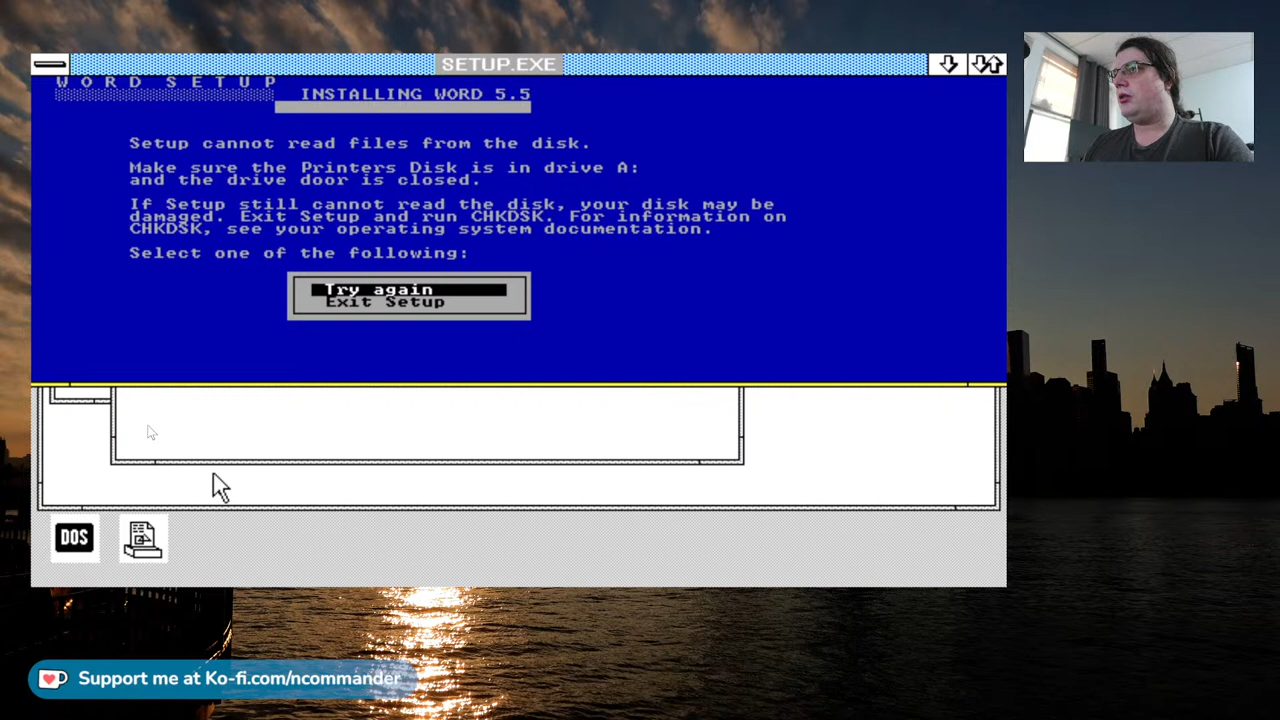 SETUP.EXE
W O R D   S E T U P
INSTALLING WORD 5.5
Setup cannot read files from the disk.
Make sure the Printers Disk is in drive A:
and the drive door is closed.
If Setup still cannot read the disk, your disk may be
damaged. Exit Setup and run CHKDSK. For information on
CHKDSK, see your operating system documentation.
Select one of the following:
Try again
Exit Setup
DOS
Support me at Ko-fi.com/ncommander